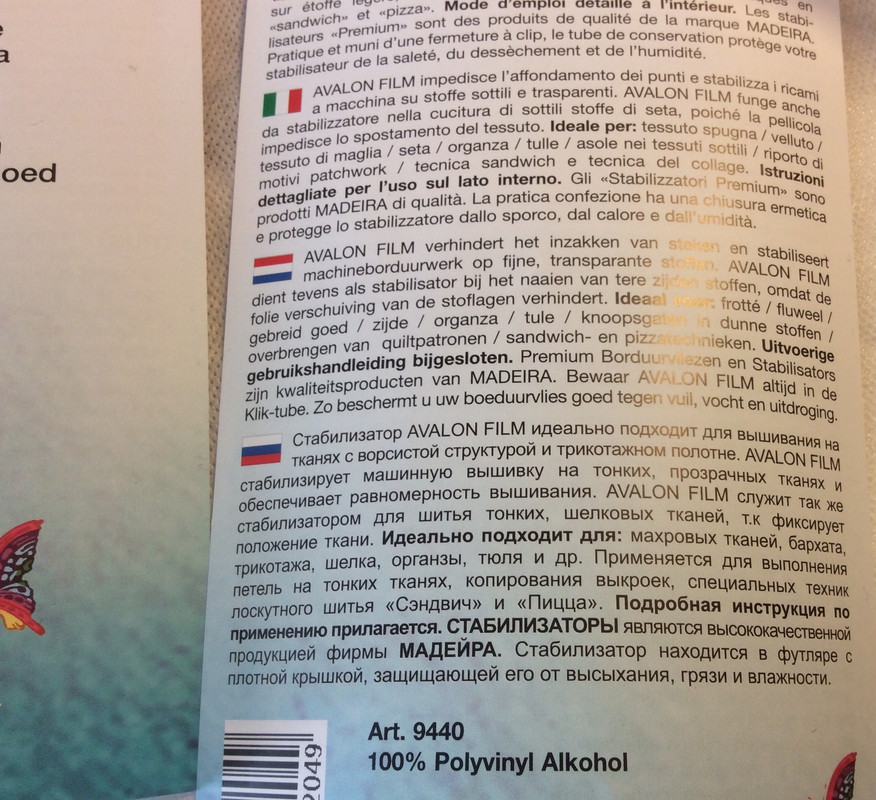 a
oed
sur étoffe
en
«sandwich» et «pizza». Mode d'emploi détaillé à l'intérieur. Les stabi-
lisateurs «Premium» sont des produits de qualité de la marque MADEIRA.
Pratique et muni d'une fermeture à clip, le tube de conservation protège votre
stabilisateur de la saleté, du dessèchement et de l'humidité.
AVALON FILM impedisce l'affondamento dei punti e stabilizza i ricami
a macchina su stoffe sottili e trasparenti. AVALON FILM funge anche
da stabilizzatore nella cucitura di sottili stoffe di seta, poiché la pellicola
impedisce lo spostamento del tessuto. Ideale per: tessuto spugna / velluto /
tessuto di maglia / seta / organza / tulle / asole nei tessuti sottili / riporto di
motivi patchwork / tecnica sandwich e tecnica del collage. Istruzioni
dettagliate per l'uso sul lato interno. Gli «Stabilizzatori Premium» sono
prodotti MADEIRA di qualità. La pratica confezione ha una chiusura ermetica
e protegge lo stabilizzatore dallo sporco, dal calore e dall'umidità.
AVALON FILM verhindert het inzakken van steken en stabiliseert
machineborduurwerk op fijne, transparante stoffen. AVALON FILM
dient tevens als stabilisator bij het naaien van tere zijden stoffen, omdat de
folie verschuiving van de stoflagen verhindert. Ideaal voor: frotté / fluweel /
gebreid goed / zijde / organza / tule / knoopsgaten in dunne stoffen /
overbrengen van quiltpatronen / sandwich- en pizzatechnieken. Uitvoerige
gebruikshandleiding bijgesloten. Premium Borduurvliezen en Stabilisators
zijn kwaliteitsproducten van MADEIRA. Bewaar AVALON FILM altijd in de
Klik-tube. Zo beschermt u uw boeduurvlies goed tegen vuil, vocht en uitdroging.
Стабилизатор AVALON FILM идеально подходит для вышивания на
тканях с ворсистой структурой и трикотажном полотне. AVALON FILM
стабилизирует машинную вышивку на тонких, прозрачных тканях и
обеспечивает равномерность вышивания. AVALON FILM служит так же
стабилизатором для шитья тонких, шелковых тканей, т.к фиксирует
положение ткани. Идеально подходит для: махровых тканей, бархата,
трикотажа, шелка, органзы, тюля и др. Применяется для выполнения
петель на тонких тканях, копирования выкроек, специальных техник
лоскутного шитья «Сэндвич» и «Пицца». Подробная инструкция по
применению прилагается. СТАБИЛИЗАТОРЫ являются высококачественной
продукцией фирмы МАДЕЙРА. Стабилизатор находится в футляре с
плотной крышкой, защищающей его от высыхания, грязи и влажности.
Art. 9440
100% Polyvinyl Alkohol
2049